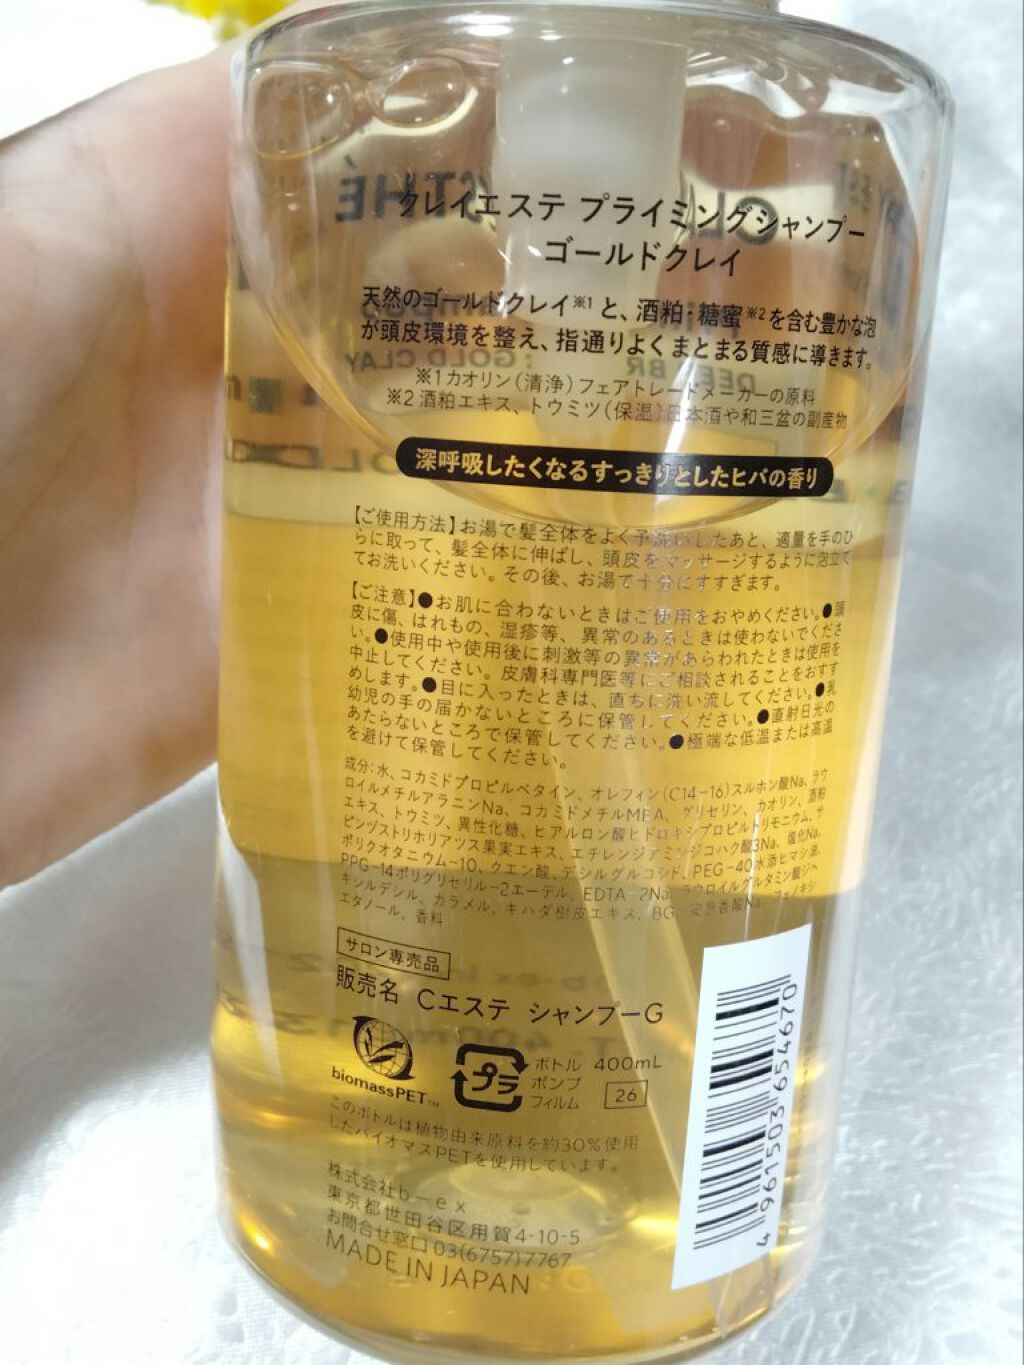 クレイエステ プライミングシャンプー
ゴールドクレイ
天然のゴールドクレイ※1 と、酒粕・糖蜜※2を含む豊かな泡
が頭皮環境を整え、指通りよくまとまる質感に導きます。
※1カオリン（清浄）フェアトレードメーカーの原料
※2 酒粕エキス、トウミツ（保湿）日本酒や和三盆の副産物
深呼吸したくなるすっきりとしたヒバの香り
【ご使用方法】お湯で髪全体をよく予洗いしたあと、適量を手のひ
らに取って、髪全体に伸ばし、頭皮をマッサージするように泡立て
てお洗いください。その後、お湯で十分にすすぎます。
【ご注意】●お肌に合わないときはご使用をおやめください。●頭
皮に傷、はれもの、湿疹等、異常のあるときは使わないでくださ
い。●使用中や使用後に刺激等の異常があらわれたときは使用を
中止してください。皮膚科専門医等にご相談されることをおすす
めします。●目に入ったときは、直ちに洗い流してください。●乳
幼児の手の届かないところに保管してください。●直射日光の
あたらないところで保管してください。●極端な低温または高温
を避けて保管してください。
成分：水、コカミドプロピルベタイン、オレフィン（C14-16）スルホン酸Na、ラウ
ロイルメチルアラニンNa、コカミドメチルMEA、グリセリン、カオリン、酒粕
エキス、トウミツ、異性化糖、ヒアルロン酸ヒドロキシプロピルトリモニウム、サ
ピンヅストリホリアツス果実エキス、エチレンジアミンジコハク酸3Na、塩化Na、
ポリクオタニウム-10、クエン酸、デシルグルコシド、PEG-40水添ヒマシ油、
PPG-14ポリグリセリル-2エーテル、EDTA-2Na、ラウロイルグルタミン酸ジヘ
キシルデシル、カラメル、キハダ樹皮エキス、BG、安息香酸Na、フェノキシ
エタノール、香料
サロン専売品
販売名 Cエステ シャンプーG
biomassPET™
プラ
ボトル 400mL
ポンプ
フィルム
26
このボトルは植物由来原料を約30%使用
したバイオマスPETを使用しています。
株式会社b－ex
東京都世田谷区用賀4-10-5
お問合せ窓口 03(6757)7767
MADE IN JAPAN
4 961503 654670